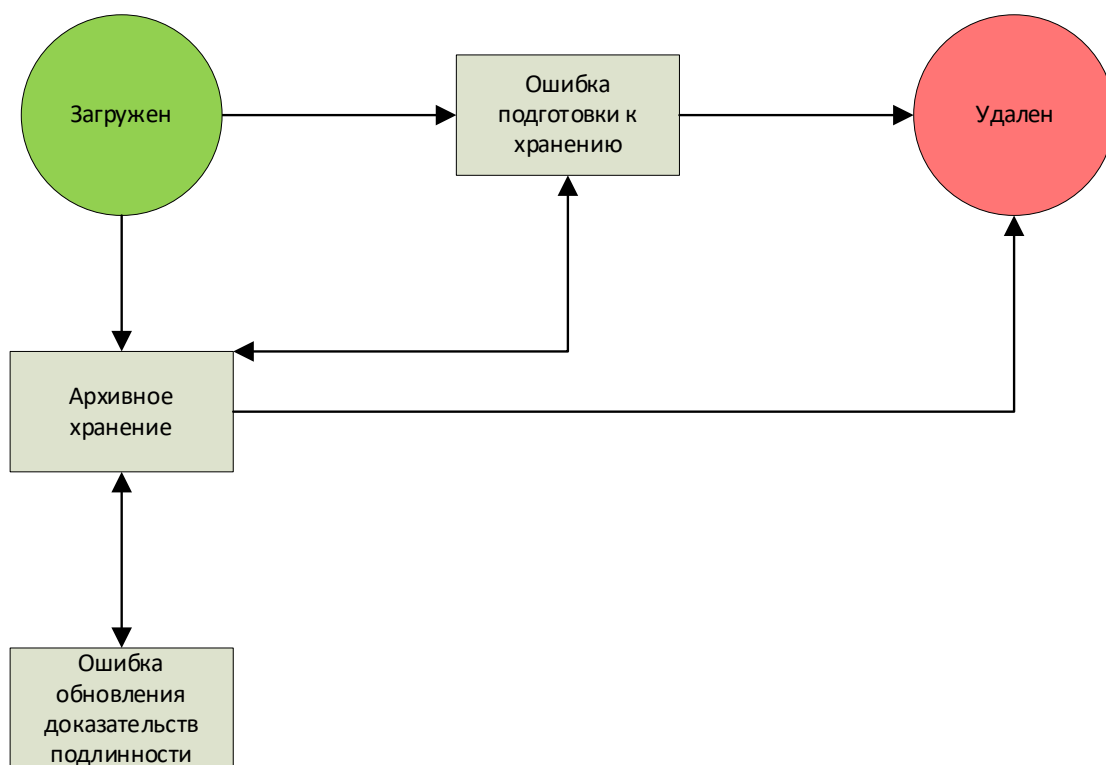 Загружен
Ошибка
подготовки к
хранению
Удален
Архивное
хранение
Ошибка
обновления
доказательств
подлинности